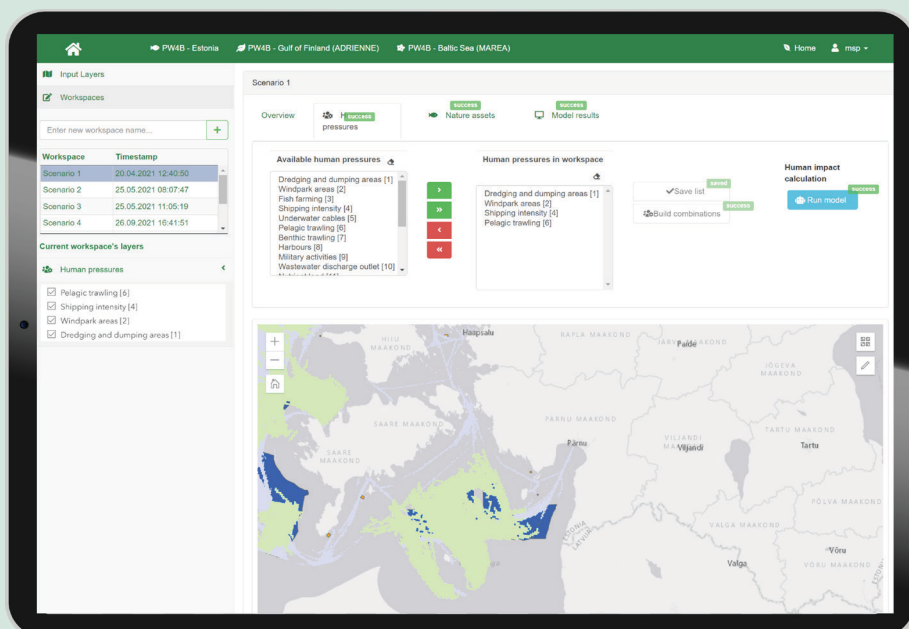 PW4B - Estonia
PW4B - Gulf of Finland (ADRIENNE)
PW4B - Baltic Sea (MAREA)
Home
msp
Input Layers
Workspaces
Enter new workspace name...
+
Workspace Timestamp
Scenario 1 20.04.2021 12:40:50
Scenario 2 25.05.2021 08:07:47
Scenario 3 25.05.2021 11:05:19
Scenario 4 26.09.2021 16:41:51
Current workspace's layers
Human pressures
Pelagic trawling [6]
Shipping intensity [4]
Windpark areas [2]
Dredging and dumping areas [1]
Scenario 1
Overview
success
pressures
success
Nature assets
success
Model results
Available human pressures
Dredging and dumping areas [1]
Windpark areas [2]
Fish farming [3]
Shipping intensity [4]
Underwater cables [5]
Pelagic trawling [6]
Benthic trawling [7]
Harbours [8]
Military activities [9]
Wastewater discharge outlet [10]
›
»
‹
«
Human pressures in workspace
Dredging and dumping areas [1]
Windpark areas [2]
Shipping intensity [4]
Pelagic trawling [6]
saved
Save list
success
Build combinations
Human impact
calculation
success
Run model
+
−
HIIU
MAAKOND
Haapsalu
RAPLA MAAKOND
Paide
JÕGEVA
MAAKOND
SAARE MAAKOND
SAARE
MAAKOND
PÄRNU MAAKOND
Pärnu
VILJANDI
Viljandi
TARTU MAAKOND
Tartu
PÕLVA MAAKOND
VALGA MAAKOND
ESTONIA
LATVIA
Valga
Võru
VÕRU MAAKOND